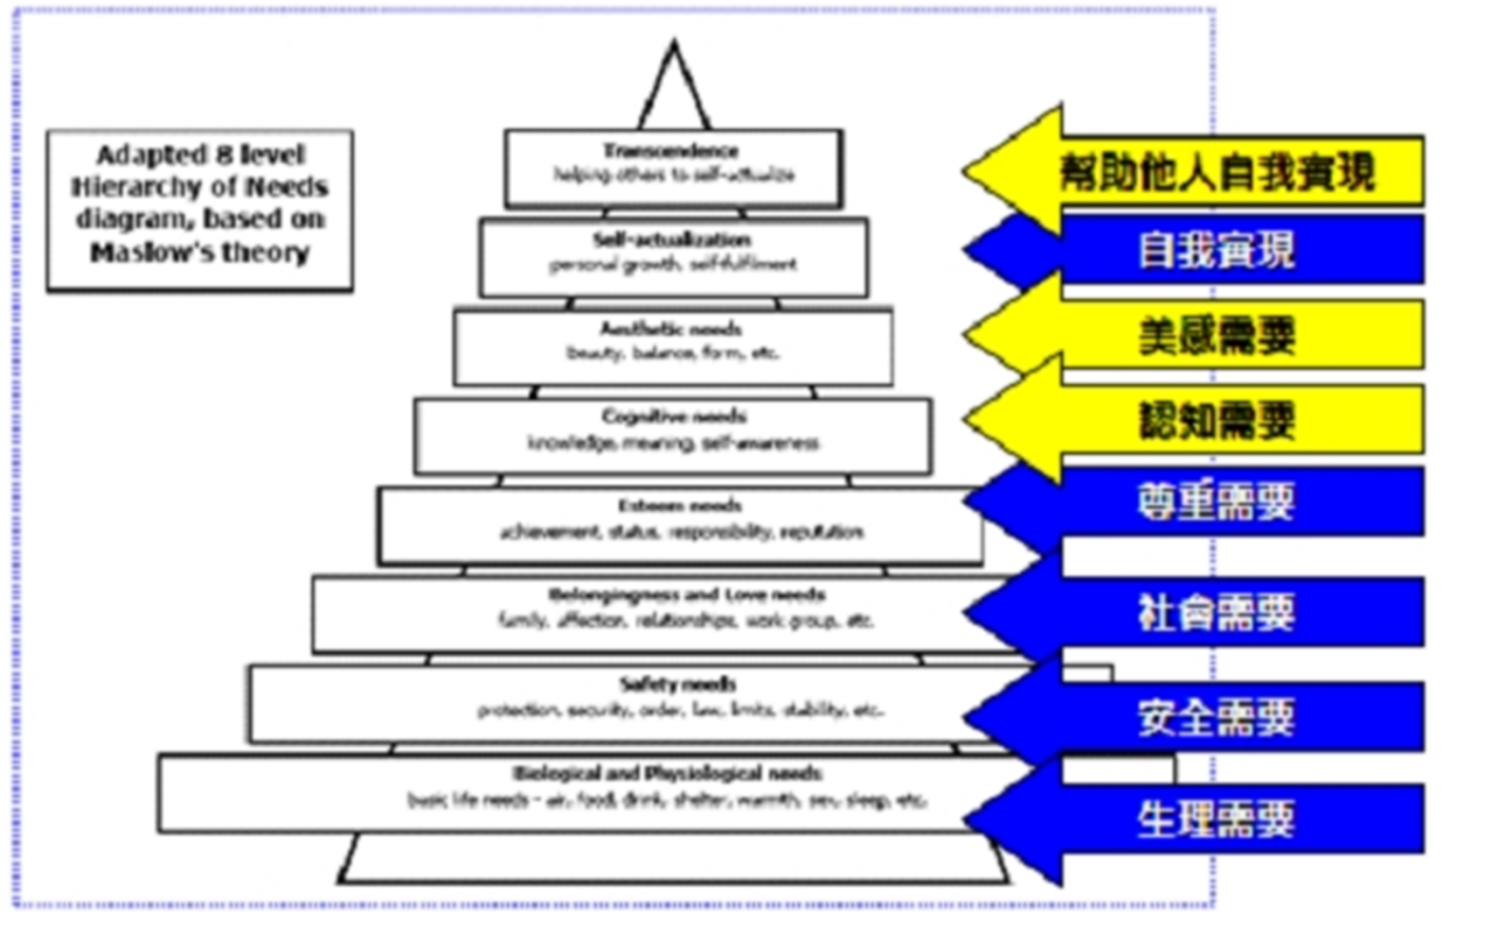 Adapted 8 level
Hierarchy of Needs
diagram, based on
Maslow's theory
Transcendence
helping others to self-actualize
Self-actualization
personal growth, self-fulfilment
Aesthetic needs
beauty, balance, form, etc.
Cognitive needs
knowledge, meaning, self-awareness
Esteem needs
achievement, status, responsibility, reputation
Belongingness and Love needs
family, affection, relationships, work group, etc.
Safety needs
protection, security, order, law, limits, stability, etc.
Biological and Physiological needs
basic life needs - air, food, drink, shelter, warmth, sex, sleep, etc.
幫助他人自我實現
自我實現
美感需要
認知需要
尊重需要
社會需要
安全需要
生理需要